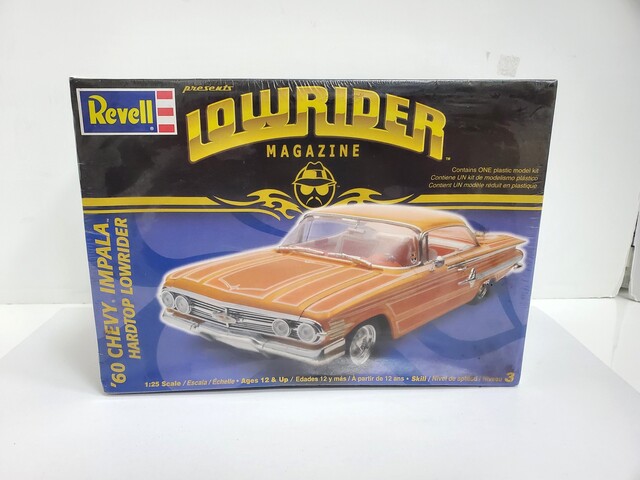 Revell
presents
LOWRIDER
MAGAZINE
Contains ONE plastic model kit
Contiene UN kit de modelismo plástico
Contient UN modèle réduit en plastique
'60 CHEVY. IMPALA™
HARDTOP LOWRIDER
1:25 Scale / Escala / Échelle • Ages 12 & Up / Edades 12 y más / A partir de 12 ans • Skill / Nivel de / 3